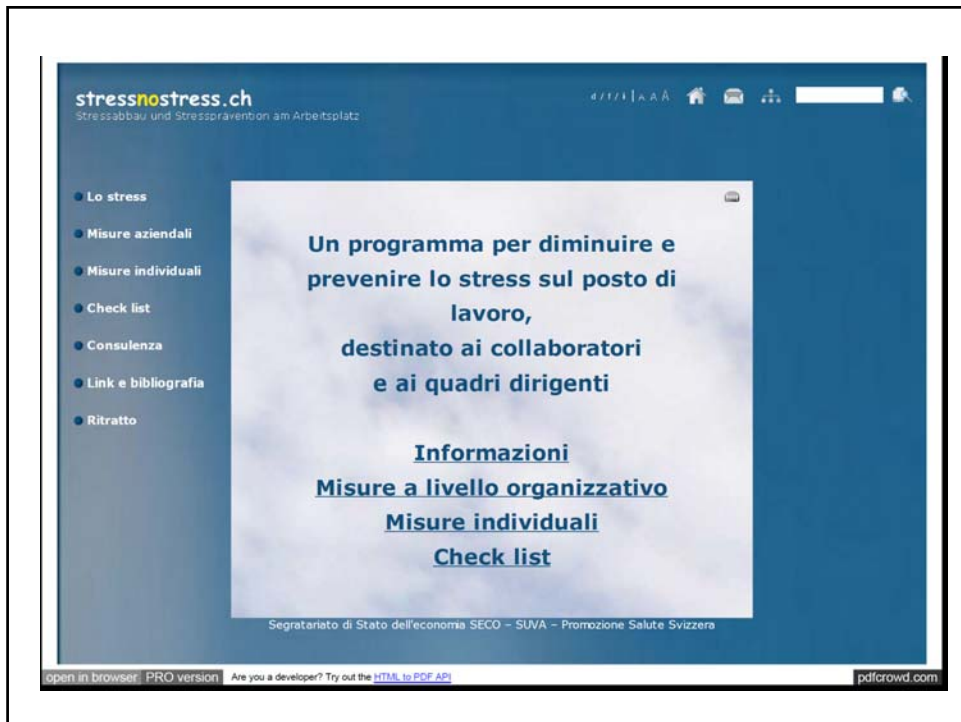 stressnostress.ch
Stressabbau und Stressprävention am Arbeitsplatz
d / f / i | A A A
Lo stress
Misure aziendali
Misure individuali
Check list
Consulenza
Link e bibliografia
Ritratto
Un programma per diminuire e
prevenire lo stress sul posto di
lavoro,
destinato ai collaboratori
e ai quadri dirigenti
Informazioni
Misure a livello organizzativo
Misure individuali
Check list
Segratariato di Stato dell'economia SECO – SUVA – Promozione Salute Svizzera
open in browser PRO version Are you a developer? Try out the HTML to PDF API pdfcrowd.com